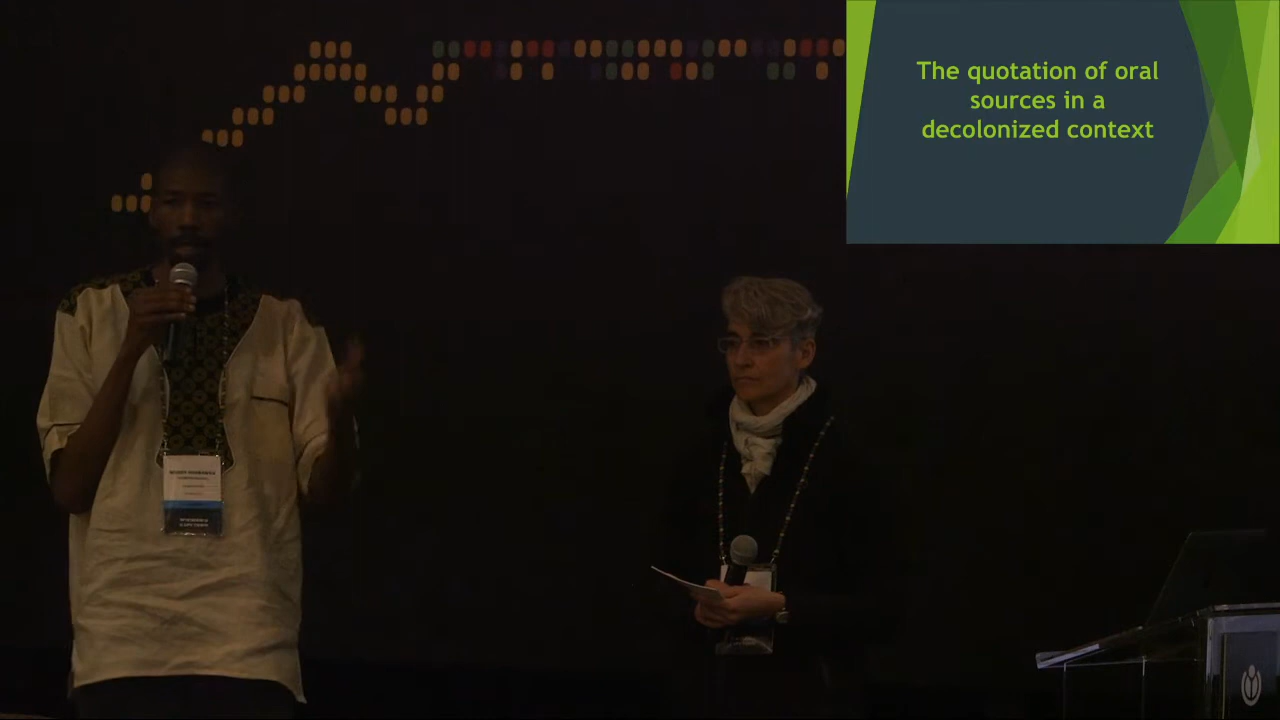 The quotation of oral
sources in a
decolonized context